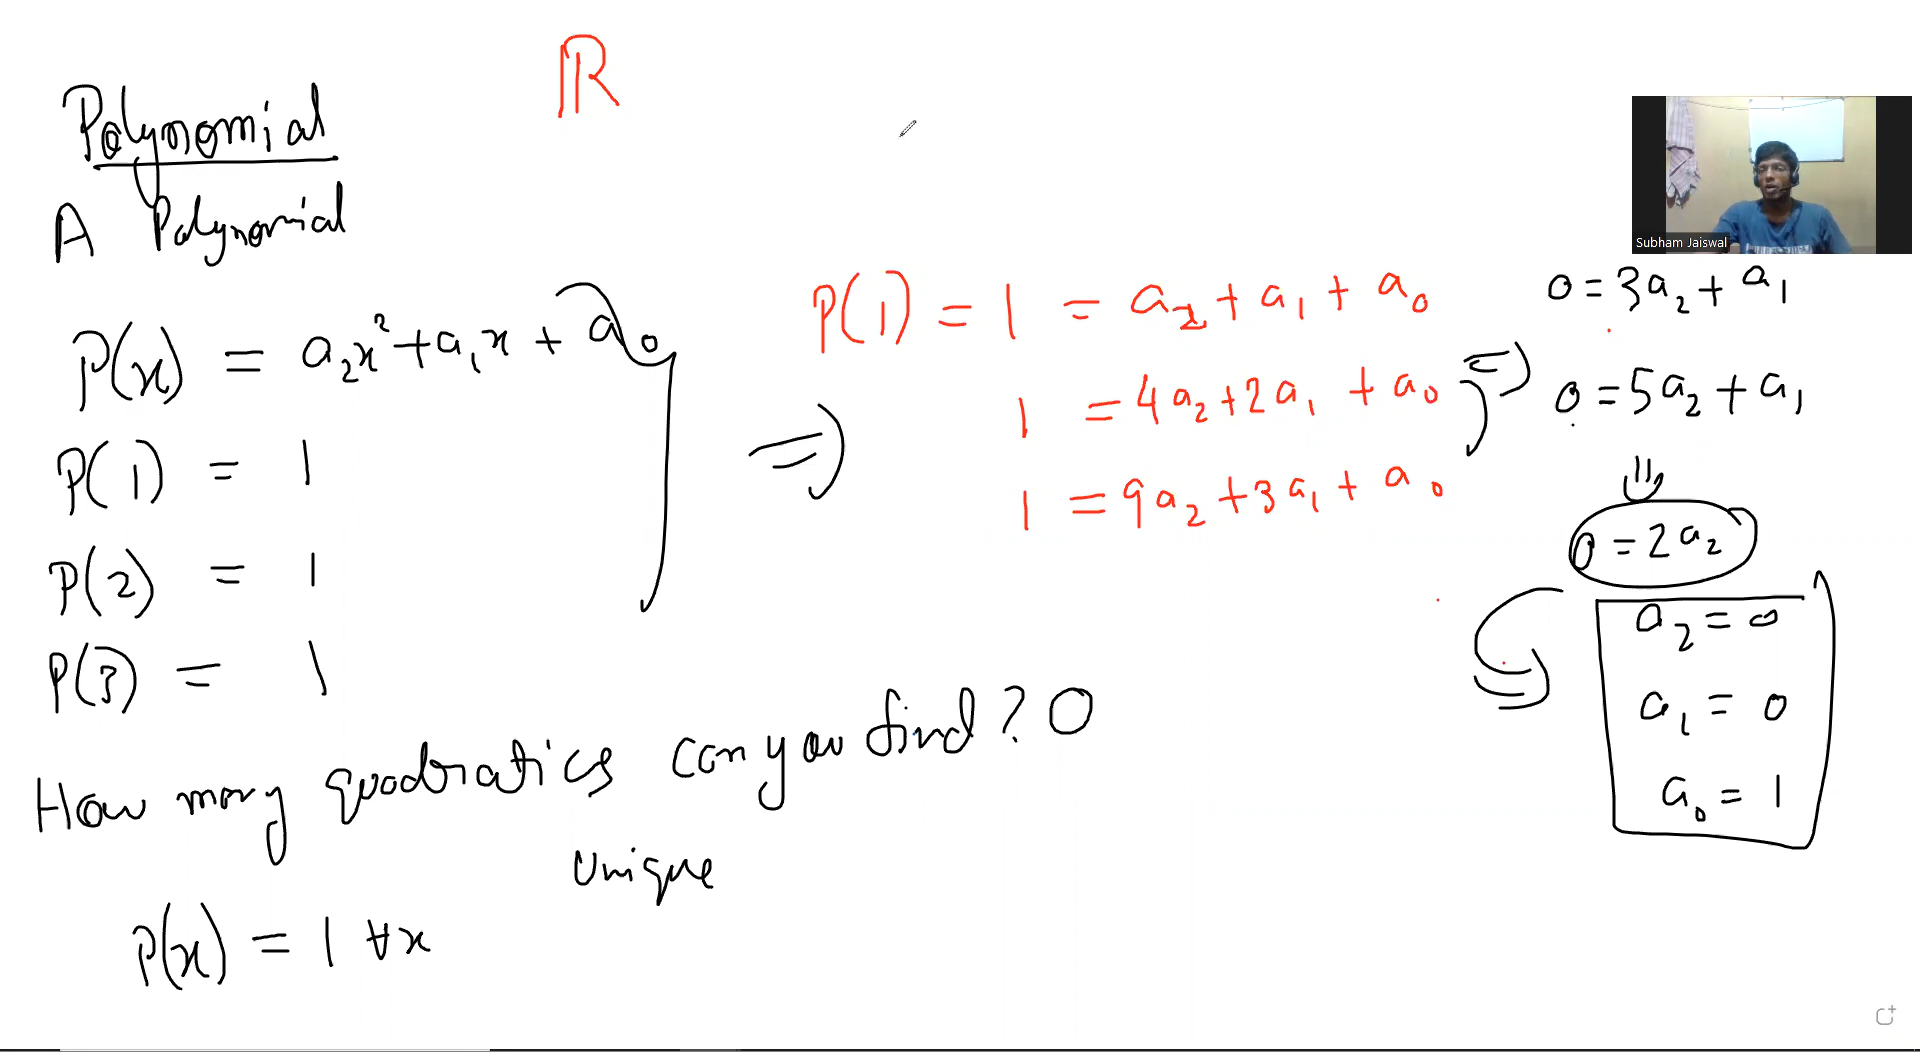 ℝ
Polynomial
A Polynomial
P(x) = a₂x² + a₁x + a₀
P(1) = 1
P(2) = 1
P(3) = 1
How many quadratics can you find? 0
unique
P(x) = 1 ∀x
⇒
P(1) = 1 = a₂ + a₁ + a₀
1 = 4a₂ + 2a₁ + a₀
1 = 9a₂ + 3a₁ + a₀
⇒
Subham Jaiswal
0 = 3a₂ + a₁
0 = 5a₂ + a₁
⇓
0 = 2a₂
a₂ = 0
a₁ = 0
a₀ = 1